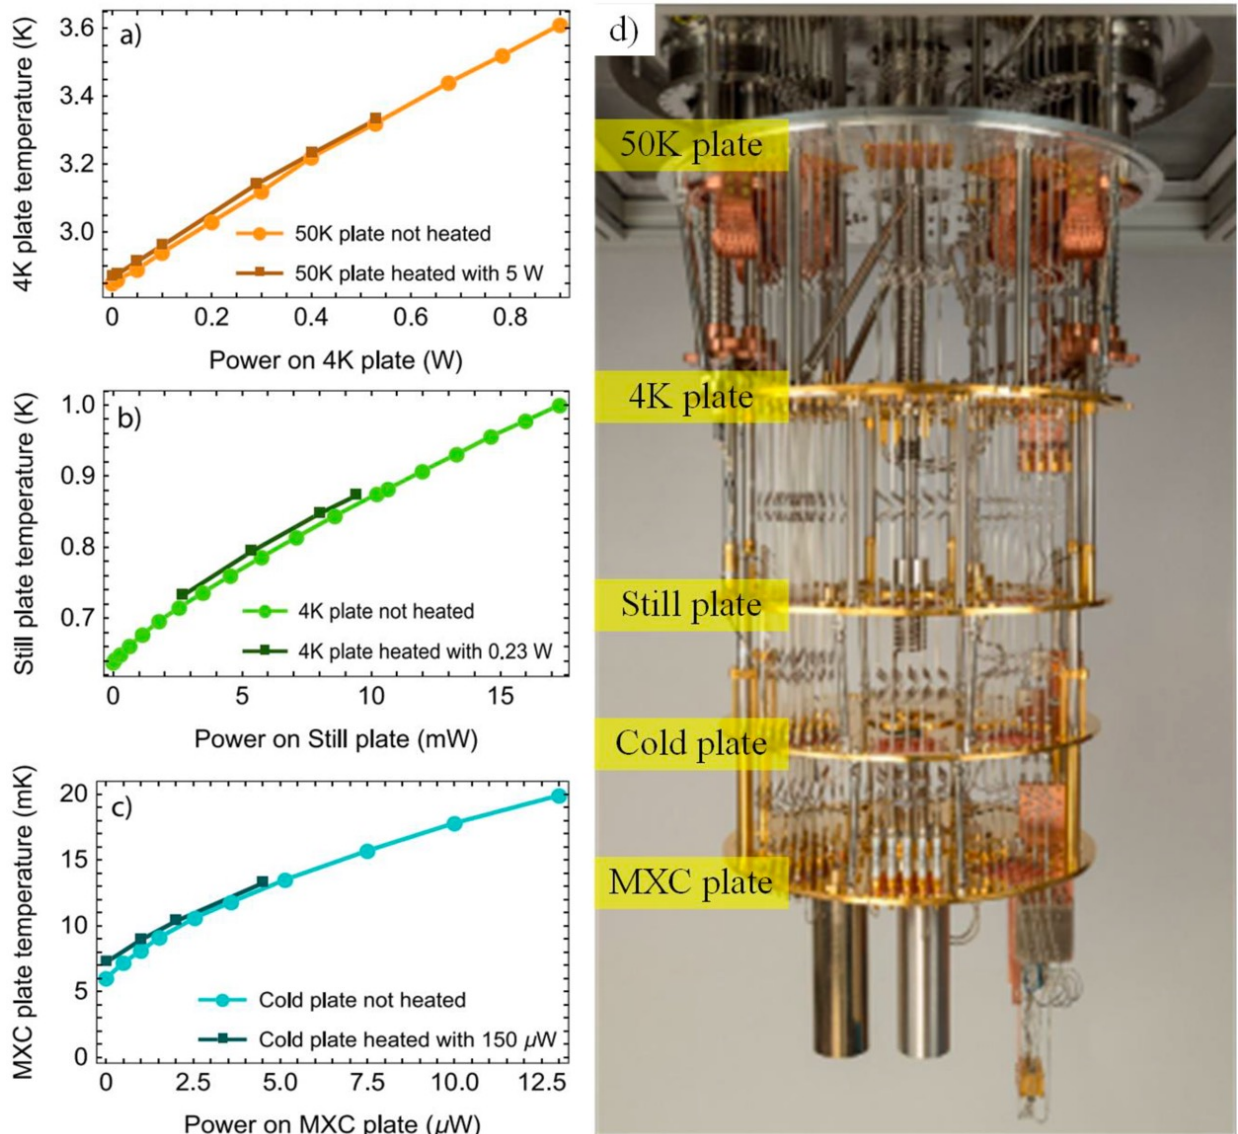 a)
4K plate temperature (K)
3.6
3.4
3.2
3.0
50K plate not heated
50K plate heated with 5 W
0 0.2 0.4 0.6 0.8
Power on 4K plate (W)
b)
Still plate temperature (K)
1.0
0.9
0.8
0.7
4K plate not heated
4K plate heated with 0.23 W
0 5 10 15
Power on Still plate (mW)
c)
MXC plate temperature (mK)
20
15
10
5
0
Cold plate not heated
Cold plate heated with 150 μW
0 2.5 5.0 7.5 10.0 12.5
Power on MXC plate (μW)
d)
50K plate
4K plate
Still plate
Cold plate
MXC plate